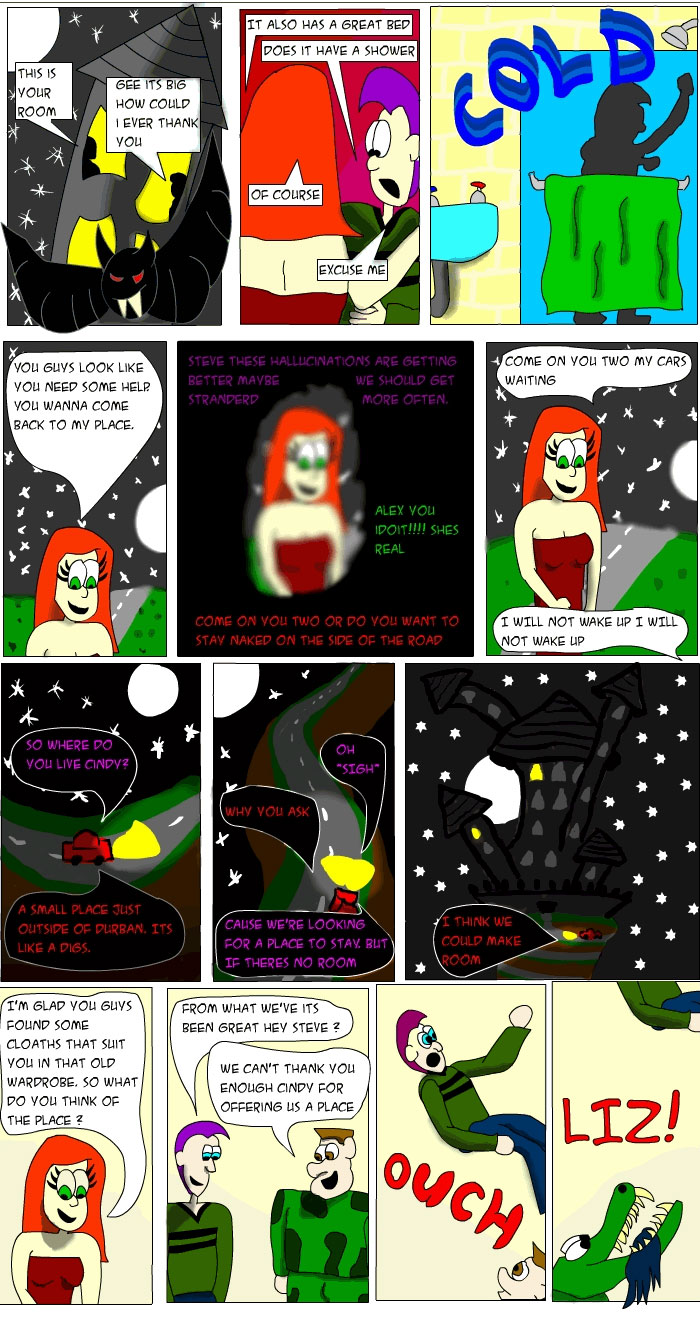 THIS IS
YOUR
ROOM
GEE ITS BIG
HOW COULD
I EVER THANK
YOU
IT ALSO HAS A GREAT BED
DOES IT HAVE A SHOWER
OF COURSE
EXCUSE ME
COLD
YOU GUYS LOOK LIKE
YOU NEED SOME HELP.
YOU WANNA COME
BACK TO MY PLACE.
STEVE THESE HALLUCINATIONS ARE GETTING
BETTER MAYBE WE SHOULD GET
STRANDERD MORE OFTEN.
ALEX YOU
IDOIT!!!! SHES
REAL
COME ON YOU TWO OR DO YOU WANT TO
STAY NAKED ON THE SIDE OF THE ROAD
COME ON YOU TWO MY CARS
WAITING
I WILL NOT WAKE UP I WILL
NOT WAKE UP
SO WHERE DO
YOU LIVE CINDY?
A SMALL PLACE JUST
OUTSIDE OF DURBAN. ITS
LIKE A DIGS.
OH
"SIGH"
WHY YOU ASK
CAUSE WE'RE LOOKING
FOR A PLACE TO STAY. BUT
IF THERES NO ROOM
I THINK WE
COULD MAKE
ROOM
I'M GLAD YOU GUYS
FOUND SOME
CLOATHS THAT SUIT
YOU IN THAT OLD
WARDROBE. SO WHAT
DO YOU THINK OF
THE PLACE ?
FROM WHAT WE'VE ITS
BEEN GREAT HEY STEVE ?
WE CAN'T THANK YOU
ENOUGH CINDY FOR
OFFERING US A PLACE
OUCH
LIZ!